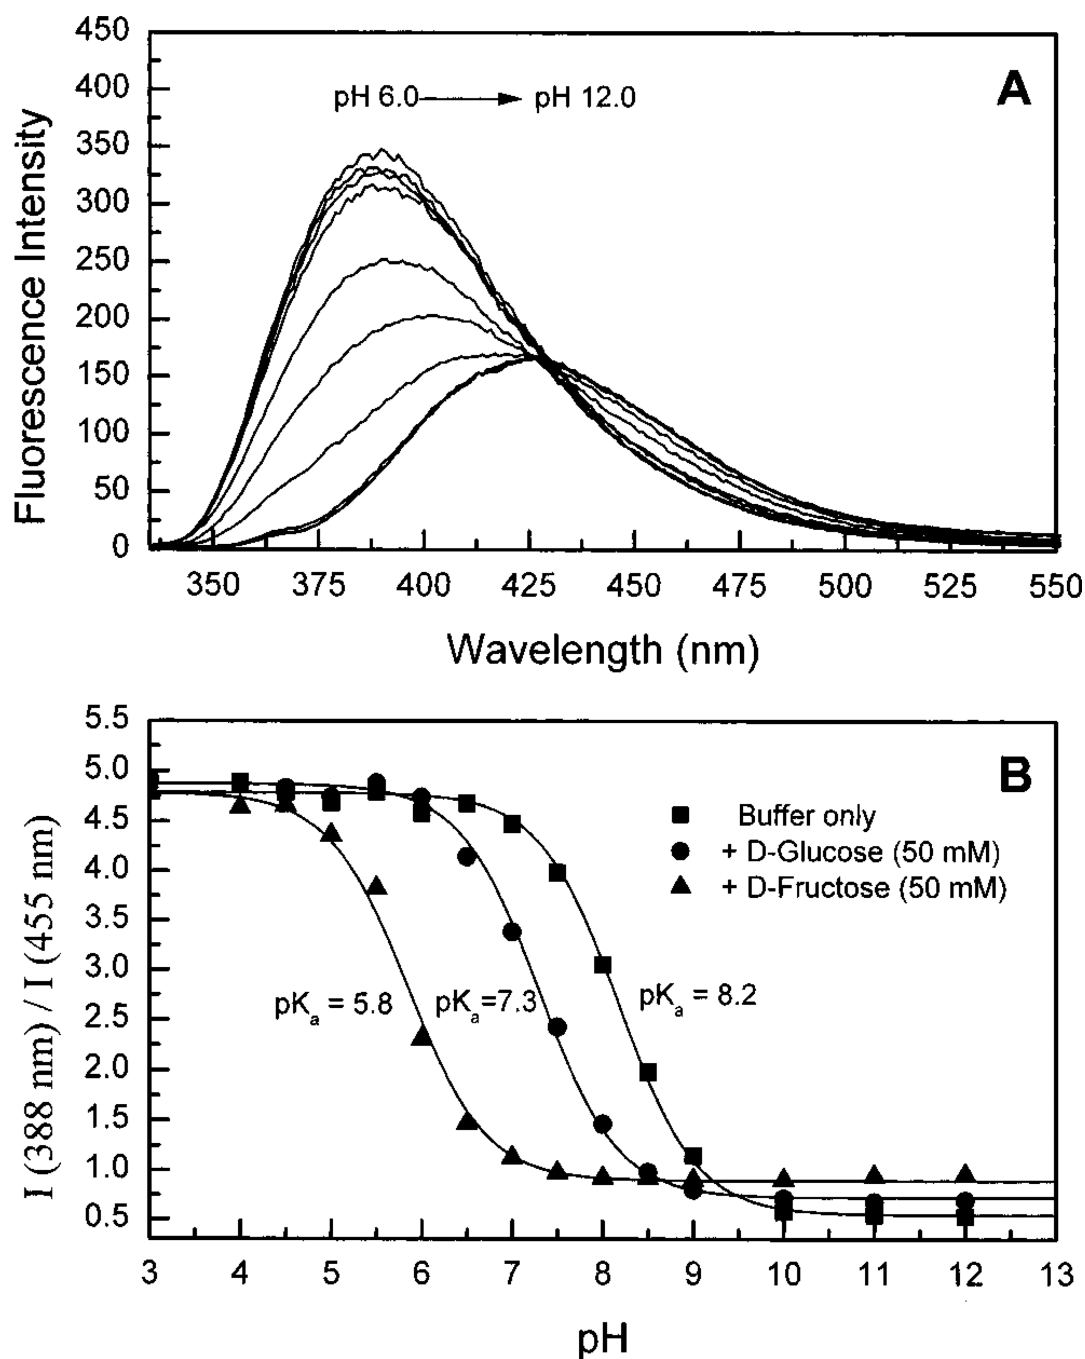 450
400
350
300
250
200
150
100
50
0
Fluorescence Intensity
pH 6.0 pH 12.0
A
350 375 400 425 450 475 500 525 550
Wavelength (nm)
5.5
5.0
4.5
4.0
3.5
3.0
2.5
2.0
1.5
1.0
0.5
I (388 nm) / I (455 nm)
B
Buffer only
+ D-Glucose (50 mM)
+ D-Fructose (50 mM)
pKa = 5.8 pKa=7.3 pKa = 8.2
3 4 5 6 7 8 9 10 11 12 13
pH